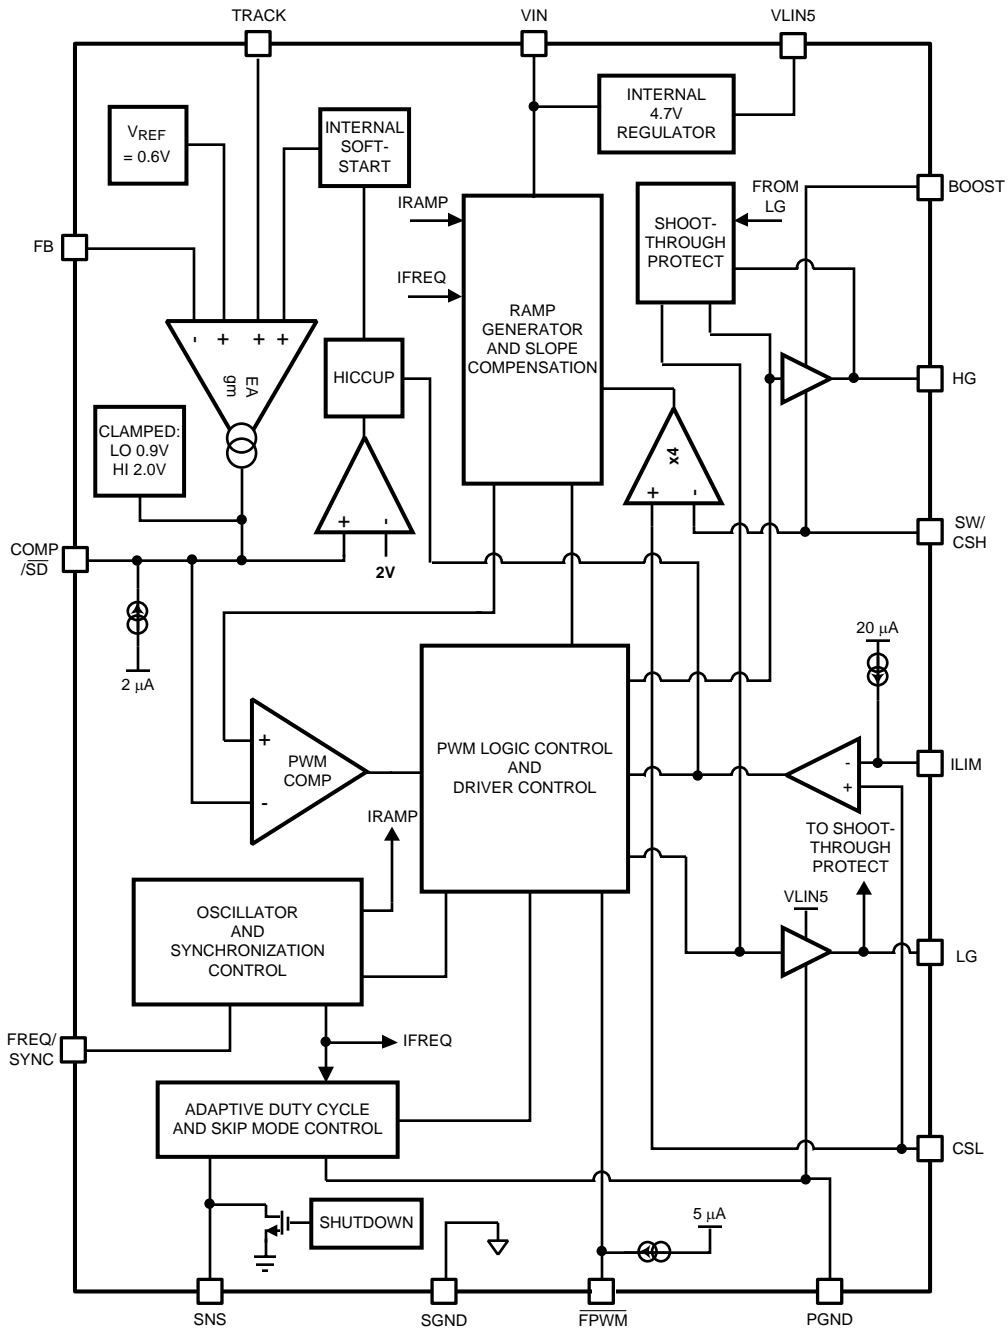 TRACK
VIN
VLIN5
INTERNAL
4.7V
REGULATOR
VREF
= 0.6V
INTERNAL
SOFT-
START
FROM
LG
BOOST
IRAMP
SHOOT-
THROUGH
PROTECT
FB
IFREQ
RAMP
GENERATOR
AND SLOPE
COMPENSATION
- + + +
EA
gm
HICCUP
HG
CLAMPED:
LO 0.9V
HI 2.0V
x4
+ -
+ -
SW/
CSH
COMP
/SD
2V
20 μA
2 μA
+
PWM
COMP
-
PWM LOGIC CONTROL
AND
DRIVER CONTROL
-
+
ILIM
IRAMP
TO SHOOT-
THROUGH
PROTECT
VLIN5
OSCILLATOR
AND
SYNCHRONIZATION
CONTROL
LG
FREQ/
SYNC
IFREQ
ADAPTIVE DUTY CYCLE
AND SKIP MODE CONTROL
CSL
SHUTDOWN
5 μA
SNS
SGND
FPWM
PGND